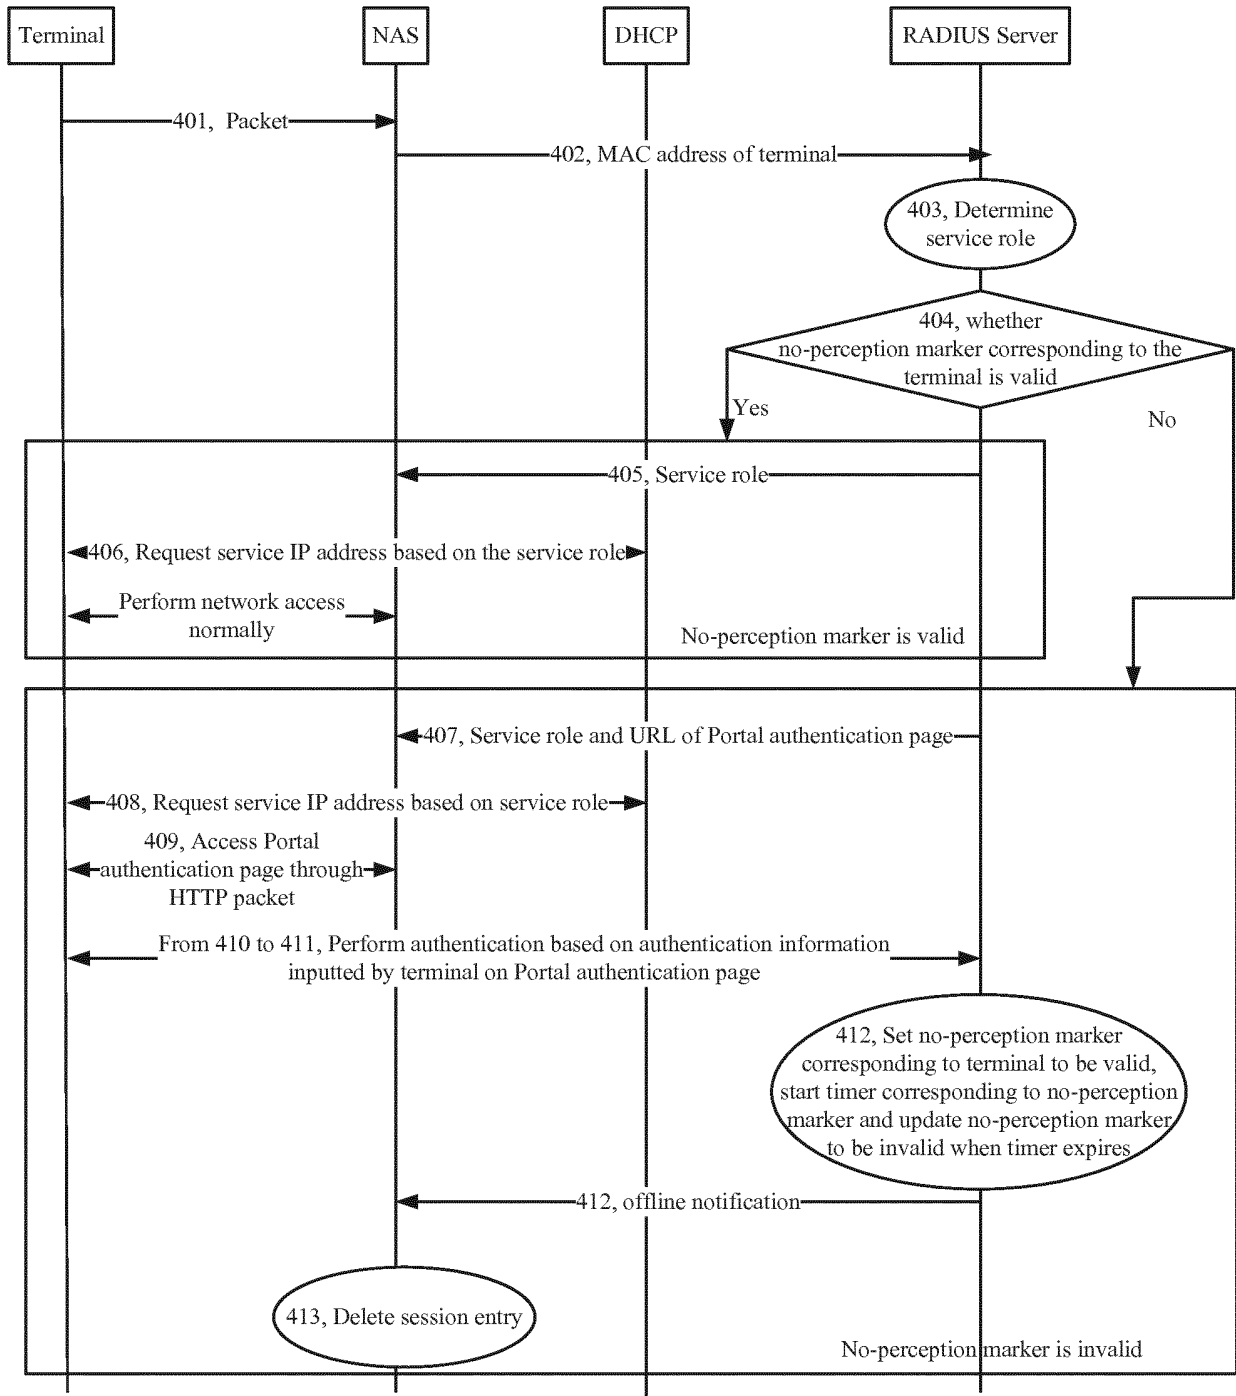 Terminal
NAS
DHCP
RADIUS Server
401, Packet
402, MAC address of terminal
403, Determine
service role
404, whether
no-perception marker corresponding to the
terminal is valid
Yes
No
405, Service role
406, Request service IP address based on the service role
Perform network access
normally
No-perception marker is valid
407, Service role and URL of Portal authentication page
408, Request service IP address based on service role
409, Access Portal
authentication page through
HTTP packet
From 410 to 411, Perform authentication based on authentication information
inputted by terminal on Portal authentication page
412, Set no-perception marker
corresponding to terminal to be valid,
start timer corresponding to no-perception
marker and update no-perception marker
to be invalid when timer expires
412, offline notification
413, Delete session entry
No-perception marker is invalid